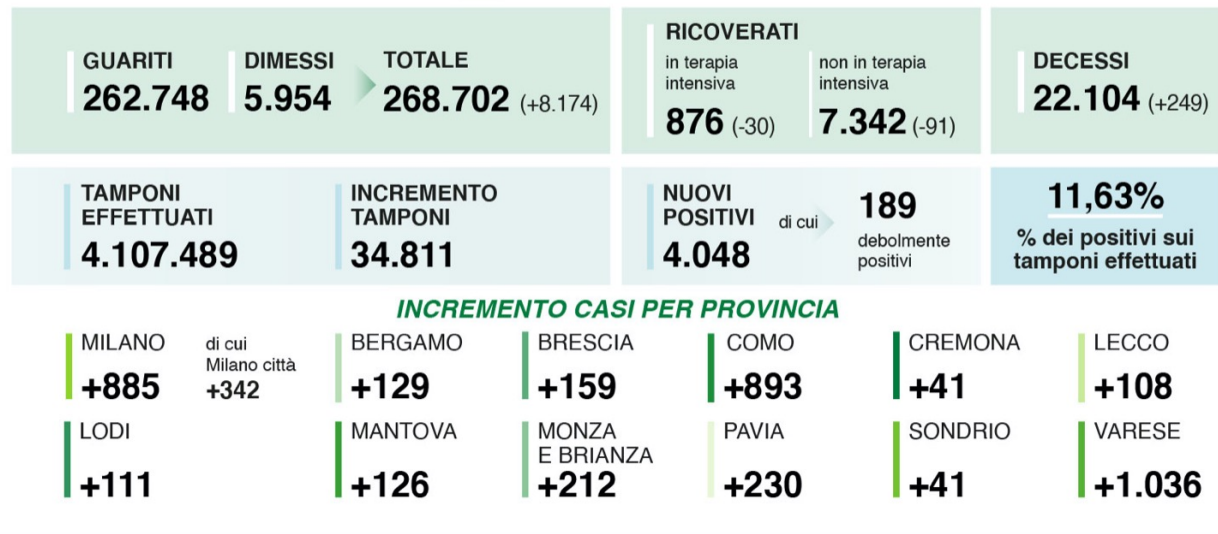 GUARITI
262.748
DIMESSI
5.954
TOTALE
268.702 (+8.174)
RICOVERATI
in terapia
intensiva
876 (-30)
non in terapia
intensiva
7.342 (-91)
DECESSI
22.104 (+249)
TAMPONI
EFFETTUATI
4.107.489
INCREMENTO
TAMPONI
34.811
NUOVI
POSITIVI
4.048
di cui
189
debolmente
positivi
11,63%
% dei positivi sui
tamponi effettuati
INCREMENTO CASI PER PROVINCIA
MILANO
+885
di cui
Milano città
+342
BERGAMO
+129
BRESCIA
+159
COMO
+893
CREMONA
+41
LECCO
+108
LODI
+111
MANTOVA
+126
MONZA
E BRIANZA
+212
PAVIA
+230
SONDRIO
+41
VARESE
+1.036